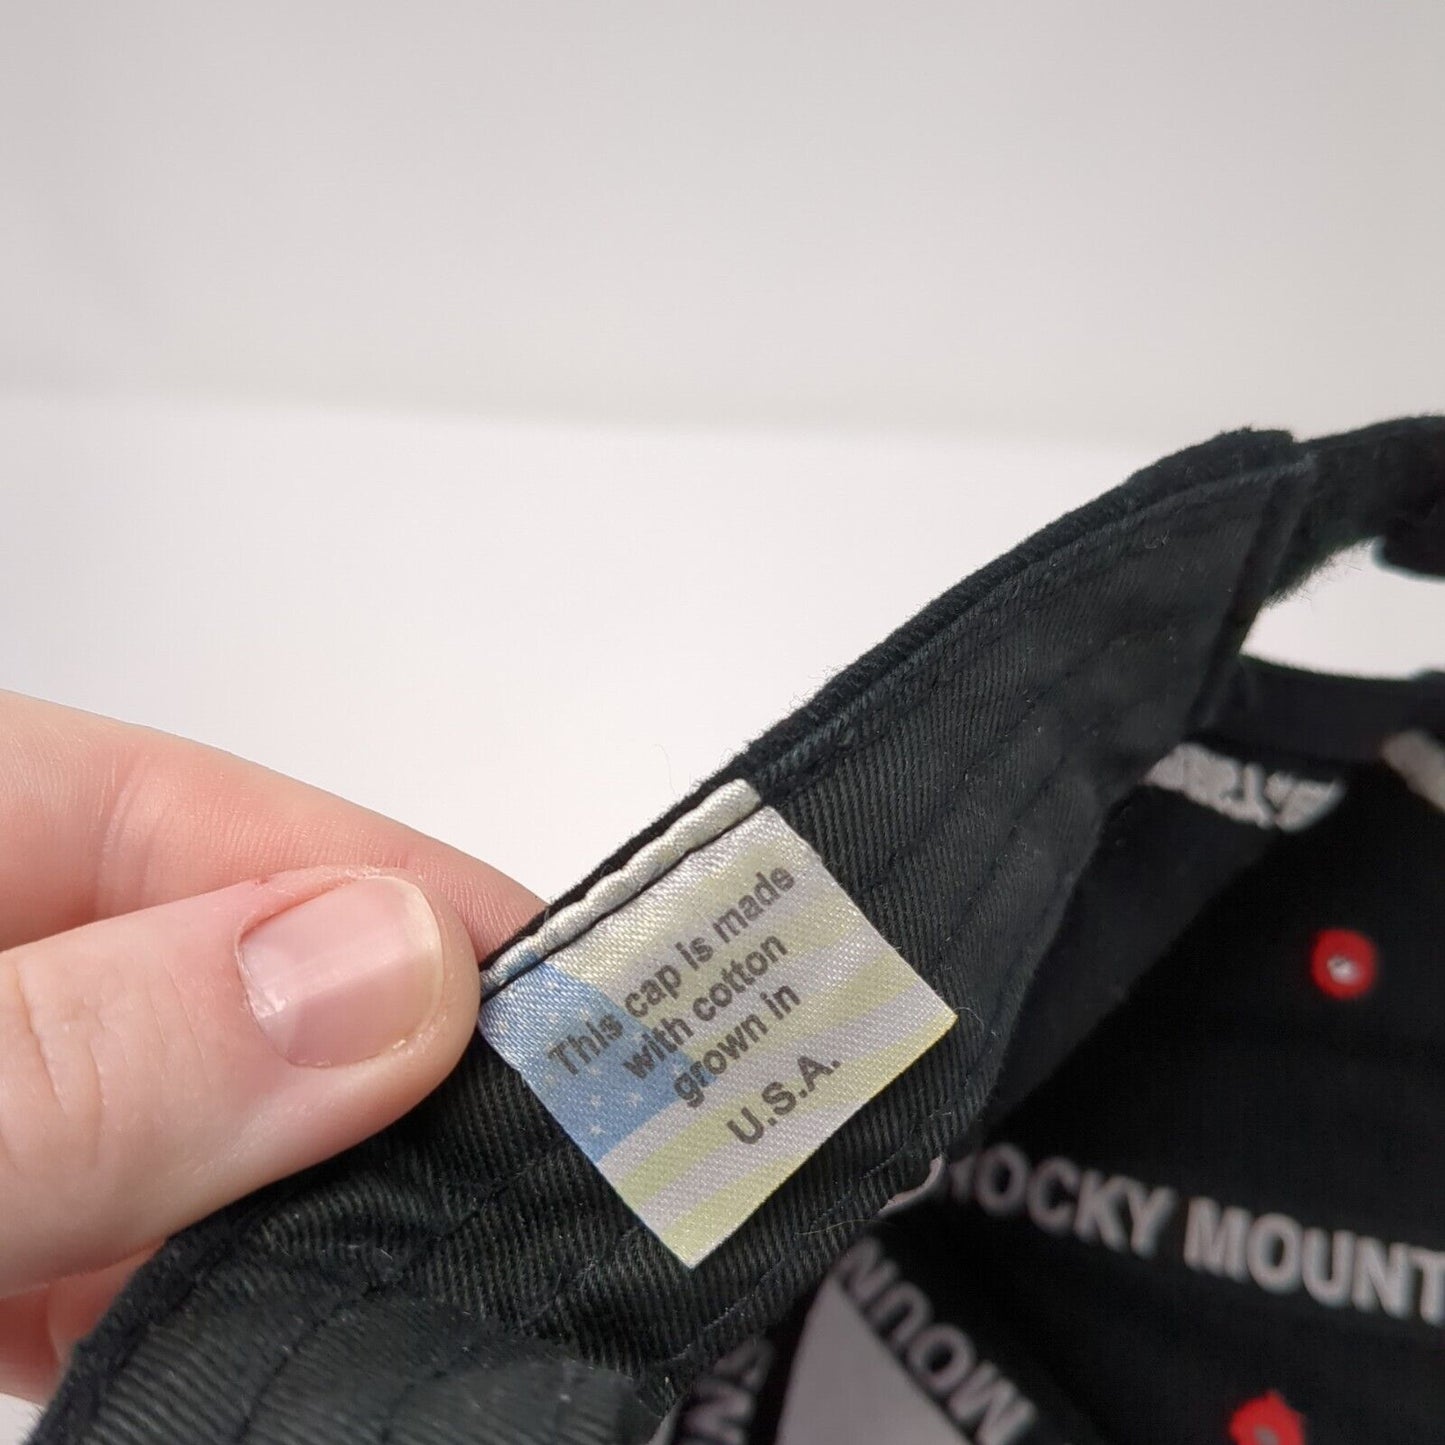 This cap is made
with cotton
grown in
U.S.A.
ROCKY MOUNT
MOUN